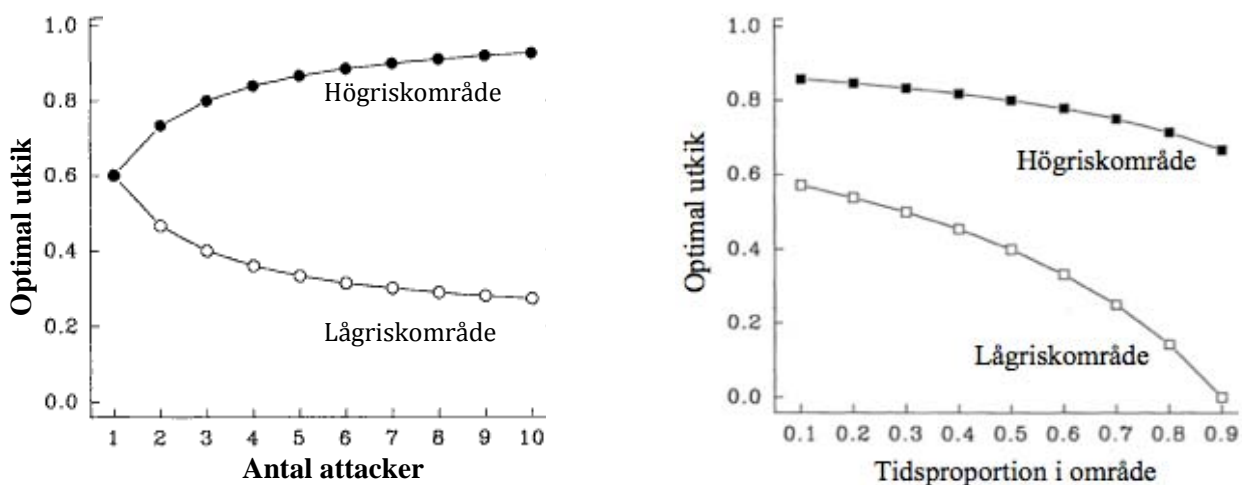 Optimal utkik
1.0
0.8
0.6
0.4
0.2
0.0
Högriskområde
Lågriskområde
1 2 3 4 5 6 7 8 9 10
Antal attacker
Optimal utkik
1.0
0.8
0.6
0.4
0.2
0.0
Högriskområde
Lågriskområde
0.1 0.2 0.3 0.4 0.5 0.6 0.7 0.8 0.9
Tidsproportion i område